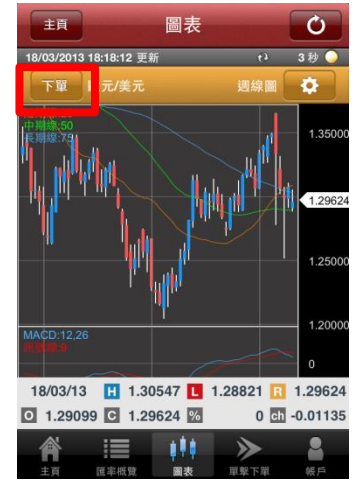 主頁 圖表
18/03/2013 18:18:12 更新 3 秒
下單 元/美元 週線圖
中期線:50
長期線:75
1.35000
1.29624
1.25000
1.20000
MACD:12,26
0
18/03/13 H 1.30547 L 1.28821 R 1.29624
O 1.29099 C 1.29624 % 0 ch -0.01135
主頁 匯率概覽 圖表 單擊下單 帳戶